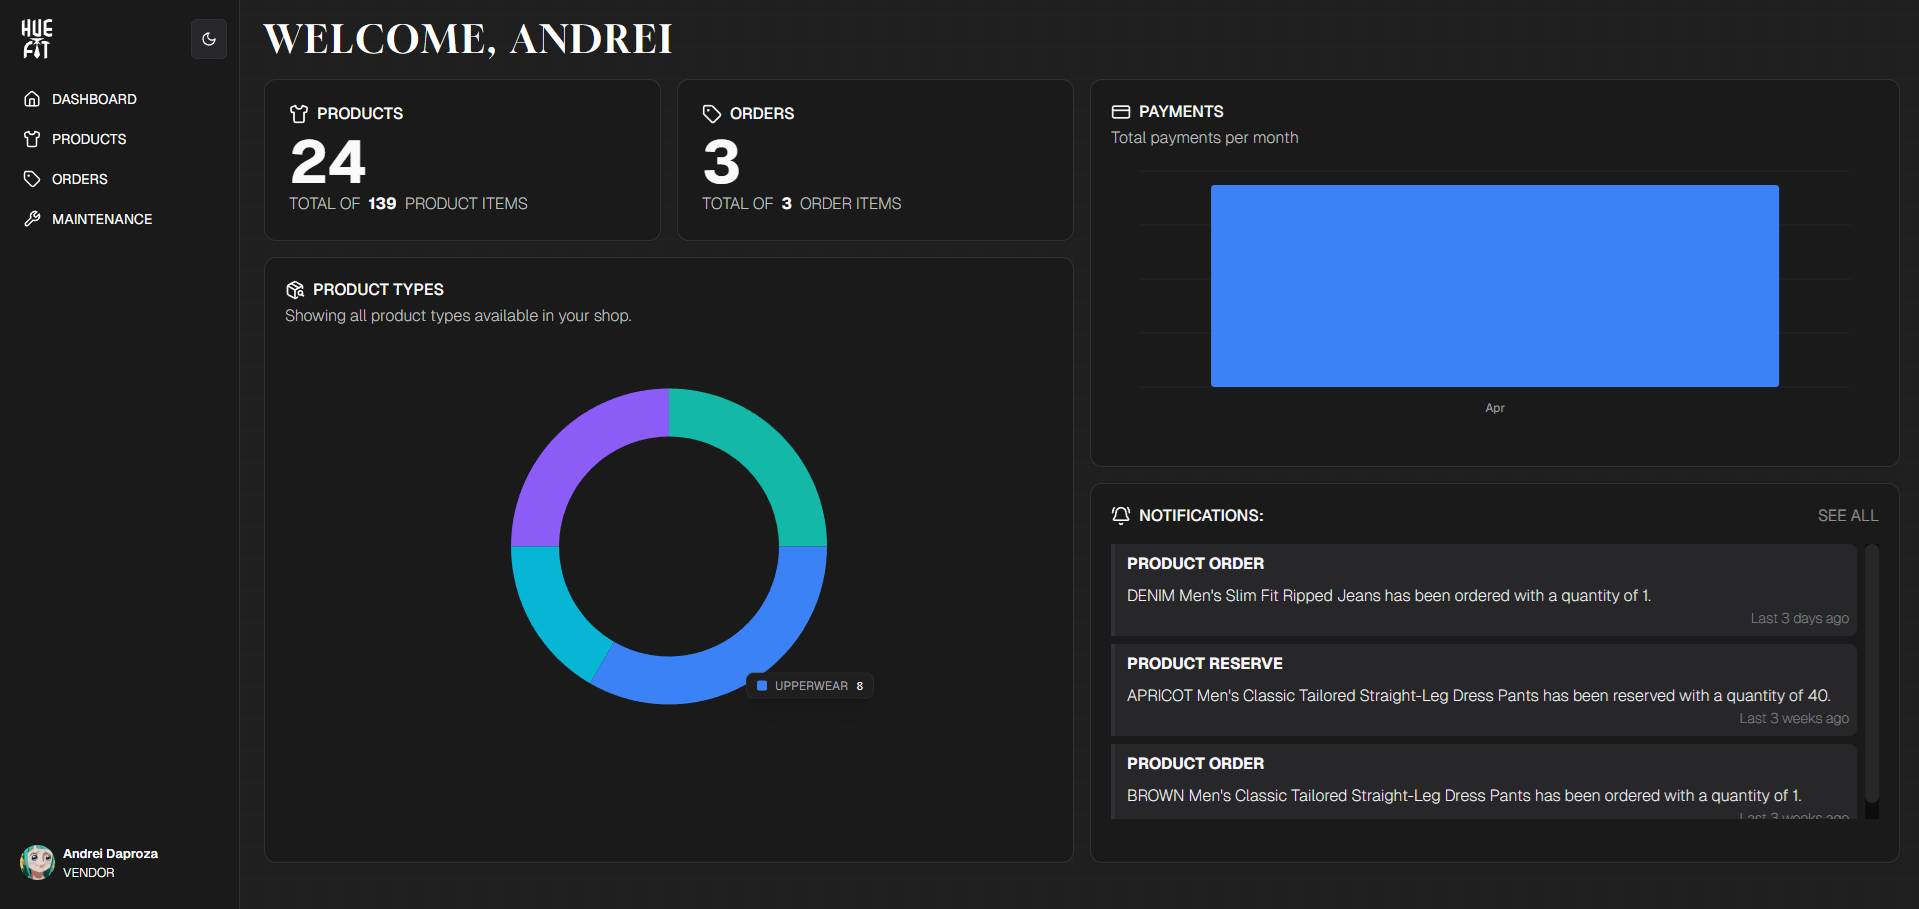 HUE
FIT
DASHBOARD
PRODUCTS
ORDERS
MAINTENANCE
Andrei Daproza
VENDOR
WELCOME, ANDREI
PRODUCTS
24
TOTAL OF 139 PRODUCT ITEMS
ORDERS
3
TOTAL OF 3 ORDER ITEMS
PRODUCT TYPES
Showing all product types available in your shop.
UPPERWEAR 8
PAYMENTS
Total payments per month
Apr
NOTIFICATIONS:
SEE ALL
PRODUCT ORDER
DENIM Men's Slim Fit Ripped Jeans has been ordered with a quantity of 1.
Last 3 days ago
PRODUCT RESERVE
APRICOT Men's Classic Tailored Straight-Leg Dress Pants has been reserved with a quantity of 40.
Last 3 weeks ago
PRODUCT ORDER
BROWN Men's Classic Tailored Straight-Leg Dress Pants has been ordered with a quantity of 1.
Last 3 weeks ago